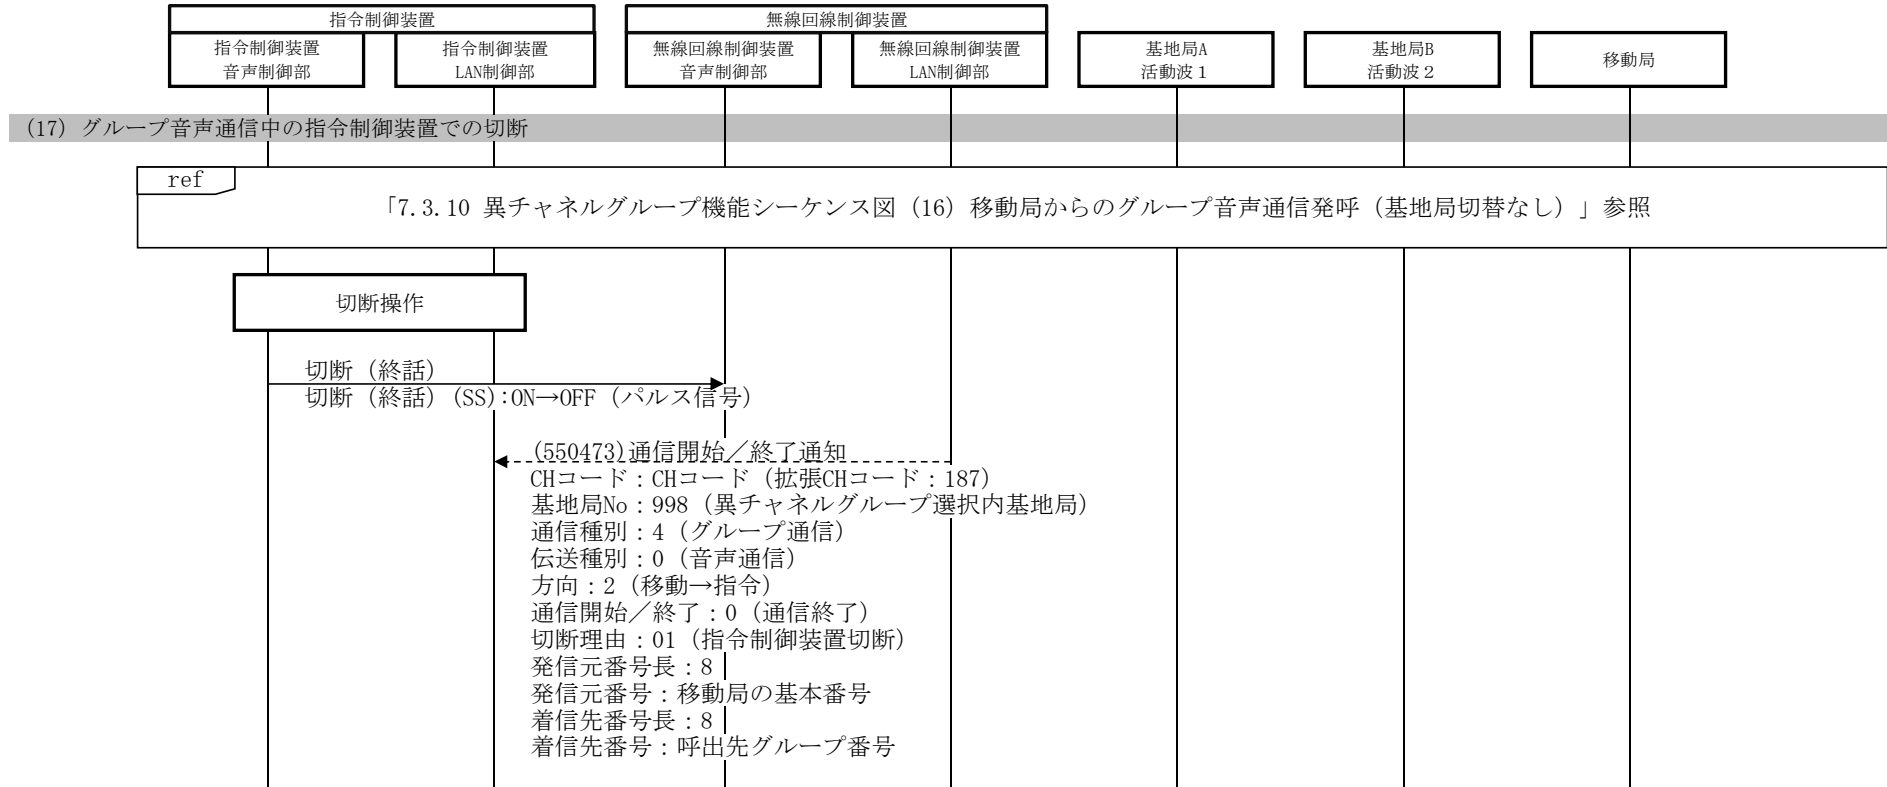 指令制御装置
無線回線制御装置
指令制御装置
音声制御部
指令制御装置
LAN制御部
無線回線制御装置
音声制御部
無線回線制御装置
LAN制御部
基地局A
活動波1
基地局B
活動波2
移動局
(17) グループ音声通信中の指令制御装置での切断
ref
「7.3.10 異チャネルグループ機能シーケンス図（16）移動局からのグループ音声通信発呼（基地局切替なし）」参照
切断操作
切断（終話）
切断（終話）(SS):ON→OFF（パルス信号）
(550473)通信開始／終了通知
CHコード：CHコード（拡張CHコード：187）
基地局No：998（異チャネルグループ選択内基地局）
通信種別：4（グループ通信）
伝送種別：0（音声通信）
方向：2（移動→指令）
通信開始／終了：0（通信終了）
切断理由：01（指令制御装置切断）
発信元番号長：8
発信元番号：移動局の基本番号
着信先番号長：8
着信先番号：呼出先グループ番号